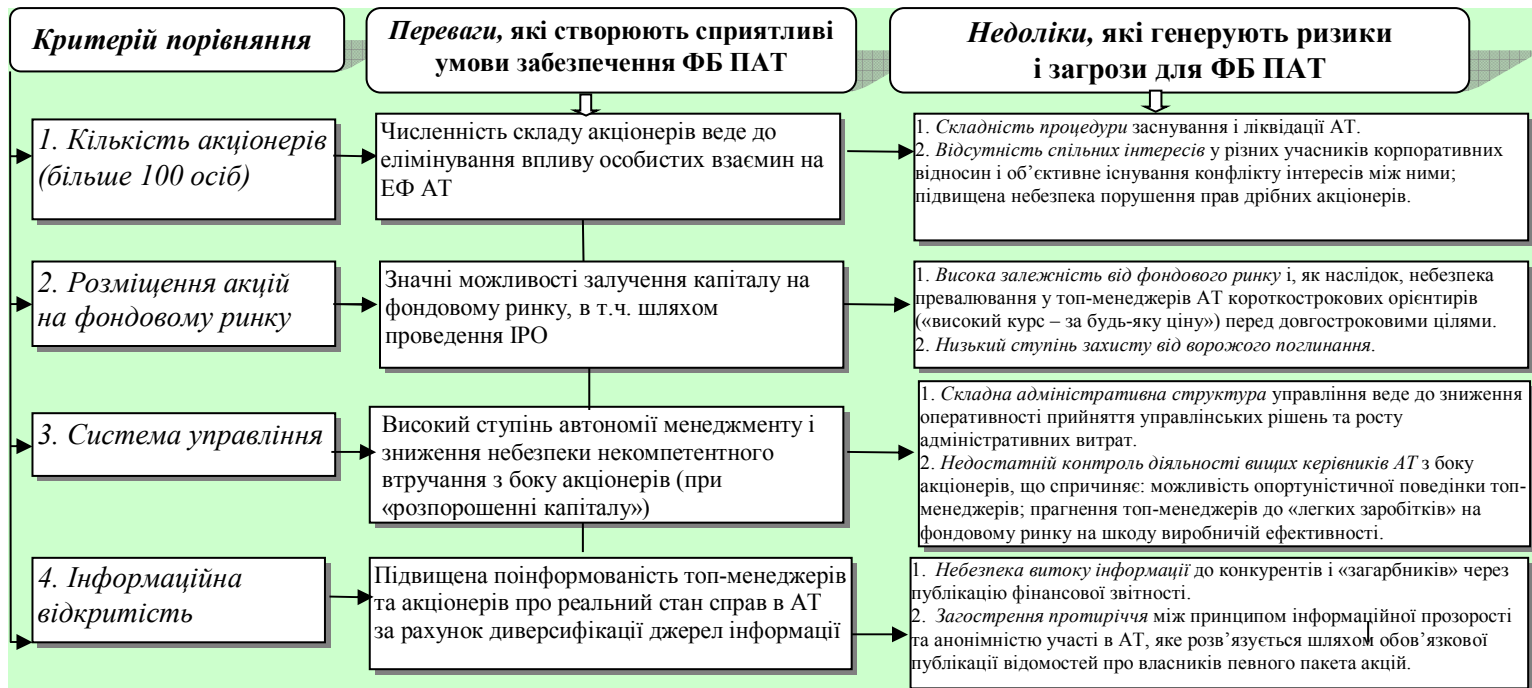 Критерій порівняння
Переваги, які створюють сприятливі
умови забезпечення ФБ ПАТ
Недоліки, які генерують ризики
і загрози для ФБ ПАТ
1. Кількість акціонерів
(більше 100 осіб)
Численність складу акціонерів веде до
елімінування впливу особистих взаємин на
ЕФ АТ
1. Складність процедури заснування і ліквідації АТ.
2. Відсутність спільних інтересів у різних учасників корпоративних
відносин і об’єктивне існування конфлікту інтересів між ними;
підвищена небезпека порушення прав дрібних акціонерів.
2. Розміщення акцій
на фондовому ринку
Значні можливості залучення капіталу на
фондовому ринку, в т.ч. шляхом
проведення IPO
1. Висока залежність від фондового ринку і, як наслідок, небезпека
превалювання у топ-менеджерів АТ короткострокових орієнтирів
(«високий курс – за будь-яку ціну») перед довгостроковими цілями.
2. Низький ступінь захисту від ворожого поглинання.
3. Система управління
Високий ступінь автономії менеджменту і
зниження небезпеки некомпетентного
втручання з боку акціонерів (при
«розпорошенні капіталу»)
1. Складна адміністративна структура управління веде до зниження
оперативності прийняття управлінських рішень та росту
адміністративних витрат.
2. Недостатній контроль діяльності вищих керівників АТ з боку
акціонерів, що спричиняє: можливість опортуністичної поведінки топ-
менеджерів; прагнення топ-менеджерів до «легких заробітків» на
фондовому ринку на шкоду виробничій ефективності.
4. Інформаційна
відкритість
Підвищена поінформованість топ-менеджерів
та акціонерів про реальний стан справ в АТ
за рахунок диверсифікації джерел інформації
1. Небезпека витоку інформації до конкурентів і «загарбників» через
публікацію фінансової звітності.
2. Загострення протиріччя між принципом інформаційної прозорості
та анонімністю участі в АТ, яке розв’язується шляхом обов’язкової
публікації відомостей про власників певного пакета акцій.